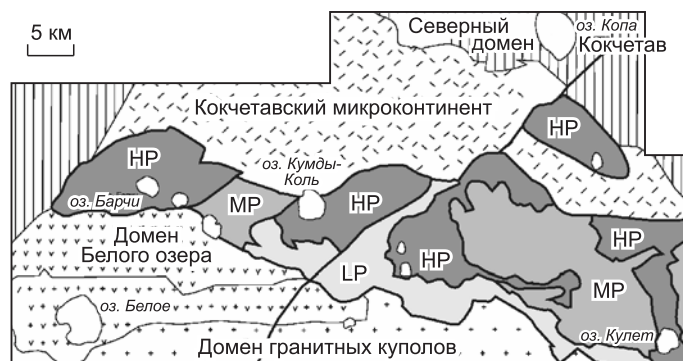 5 км
Северный
домен
оз. Копа
Кокчетав
Кокчетавский микроконтинент
HP
HP
оз. Кумды-
Коль
оз. Барчи
MP
HP
Домен
Белого озера
HP
HP
LP
MP
оз. Белое
оз. Кулет
Домен гранитных куполов